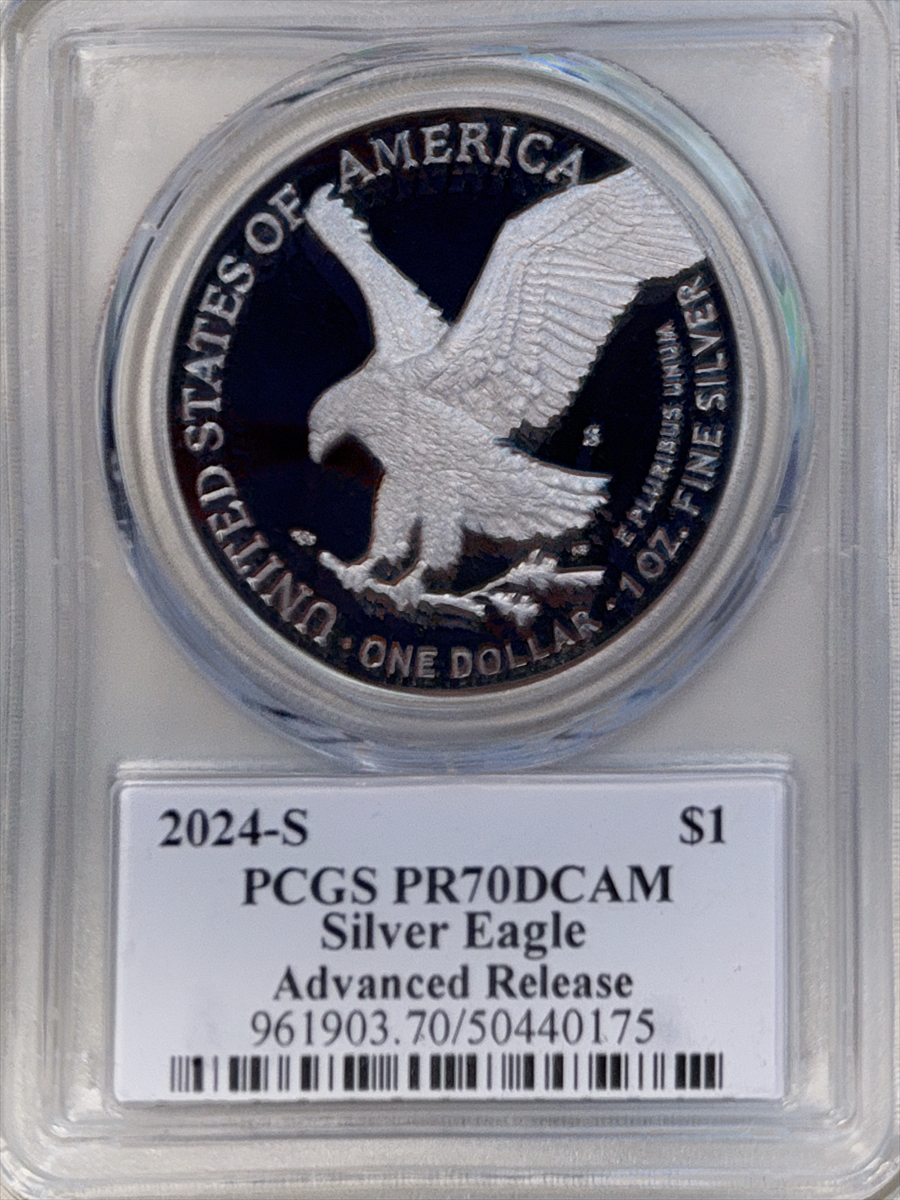 UNITED STATES OF AMERICA
E PLURIBUS UNUM
· ONE DOLLAR · 1 OZ. FINE SILVER
2024-S $1
PCGS PR70DCAM
Silver Eagle
Advanced Release
961903.70/50440175